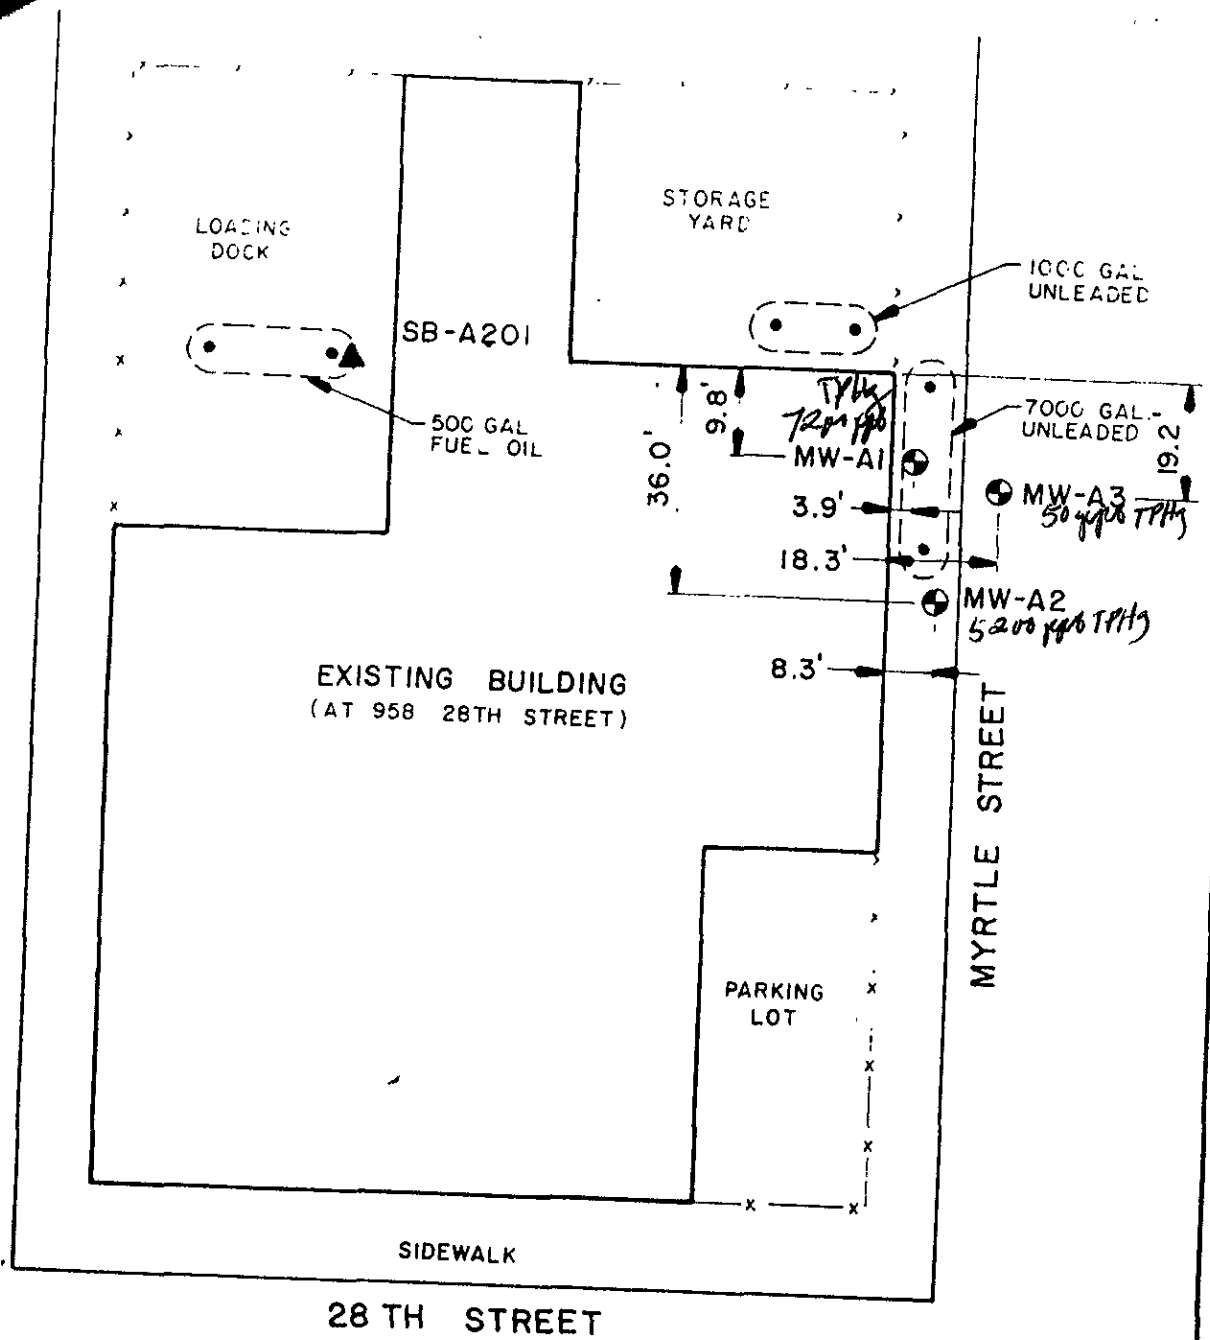 STORAGE
YARD
LOADING
DOCK
1000 GAL
UNLEADED
SB-A201
500 GAL
FUEL OIL
9.8'
36.0'
TPHg
MW-A1
7000 GAL.
UNLEADED
19.2
3.9'
MW-A3
50 ppb TPHg
18.3'
MW-A2
5200 ppb TPHg
8.3'
EXISTING BUILDING
(AT 958 28TH STREET)
MYRTLE STREET
PARKING
LOT
SIDEWALK
28 TH STREET